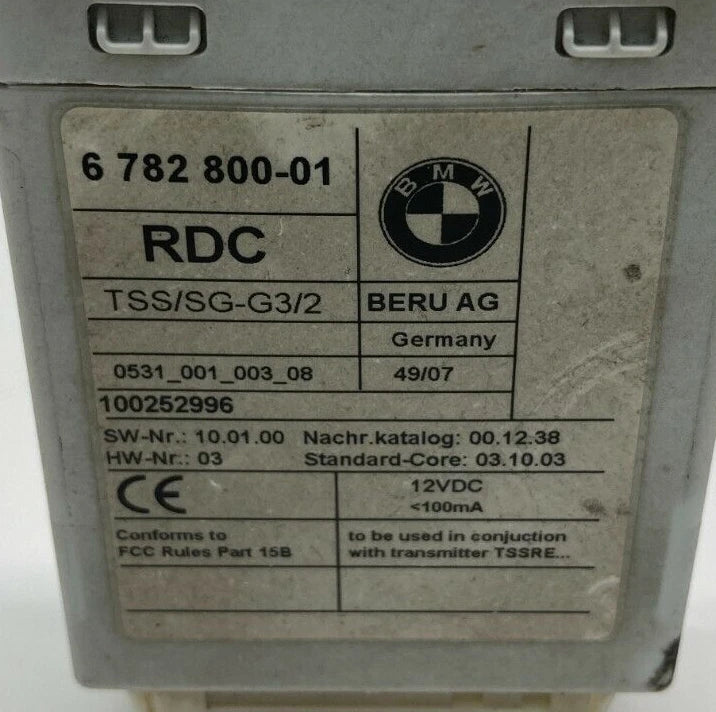 6 782 800-01
BMW
RDC
TSS/SG-G3/2
BERU AG
Germany
0531_001_003_08
49/07
100252996
SW-Nr.: 10.01.00 Nachr.katalog: 00.12.38
HW-Nr.: 03 Standard-Core: 03.10.03
CE
12VDC
<100mA
Conforms to
FCC Rules Part 15B
to be used in conjuction
with transmitter TSSRE...